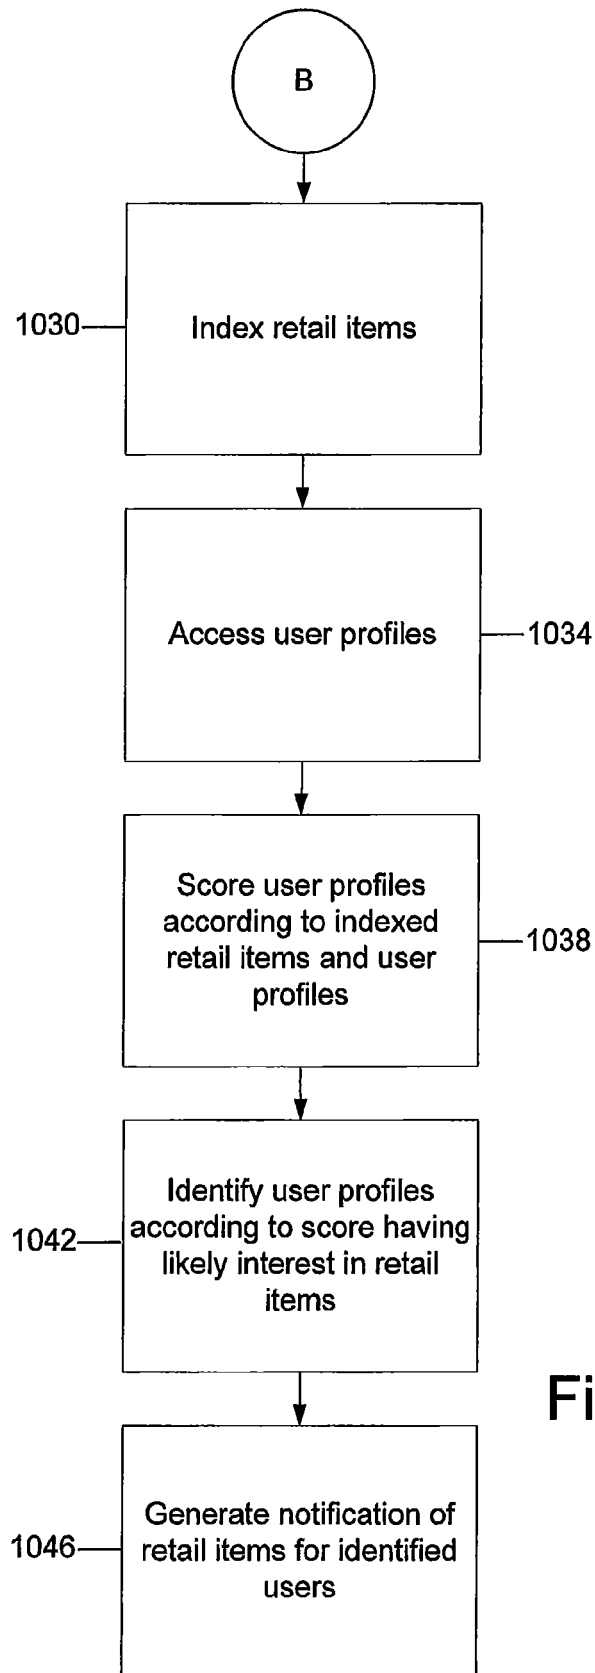 B
1030
Index retail items
Access user profiles
1034
Score user profiles
according to indexed
retail items and user
profiles
1038
Identify user profiles
according to score having
likely interest in retail
items
1042
Fi
Generate notification of
retail items for identified
users
1046